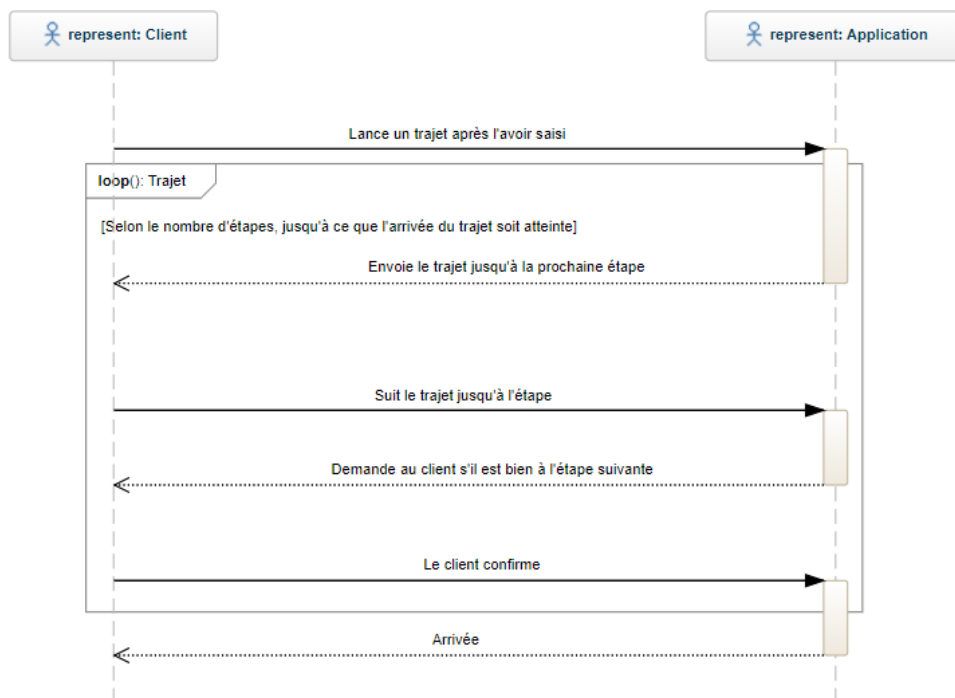 represent: Client
represent: Application
Lance un trajet après l'avoir saisi
loop(): Trajet
[Selon le nombre d'étapes, jusqu'à ce que l'arrivée du trajet soit atteinte]
Envoie le trajet jusqu'à la prochaine étape
Suit le trajet jusqu'à l'étape
Demande au client s'il est bien à l'étape suivante
Le client confirme
Arrivée